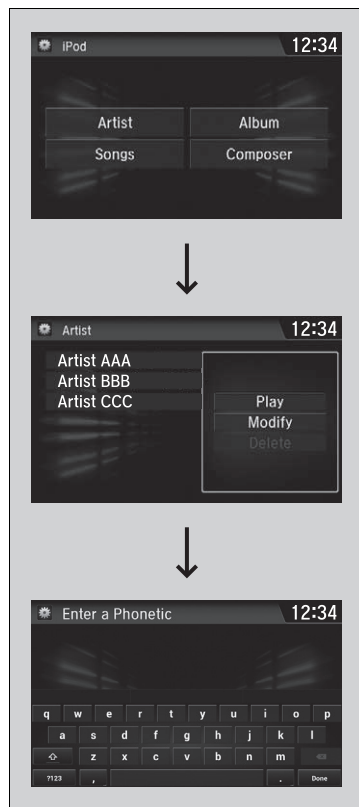 iPod 12:34
Artist Album
Songs Composer
Artist 12:34
Artist AAA
Artist BBB
Artist CCC
Play
Modify
Delete
Enter a Phonetic 12:34
q w e r t y u i o p
a s d f g h j k l
z x c v b n m
?123 , . Done